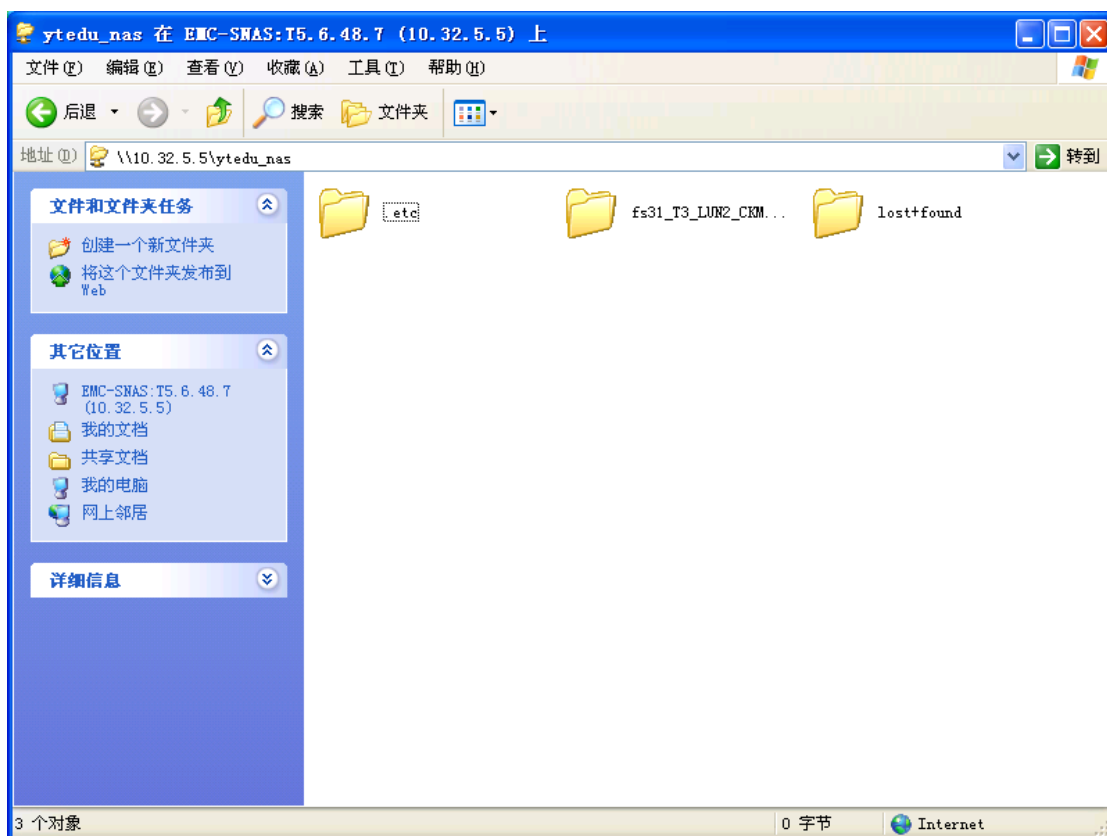 ytedu_nas 在 EMC-SNAS:T5.6.48.7 (10.32.5.5) 上
文件(F) 编辑(E) 查看(V) 收藏(A) 工具(T) 帮助(H)
后退 搜索 文件夹
地址(D) \\10.32.5.5\ytedu_nas 转到
文件和文件夹任务
创建一个新文件夹
将这个文件夹发布到
Web
其它位置
EMC-SNAS:T5.6.48.7
(10.32.5.5)
我的文档
共享文档
我的电脑
网上邻居
详细信息
.etc fs31_T3_LUN2_CKM... lost+found
3 个对象 0 字节 Internet